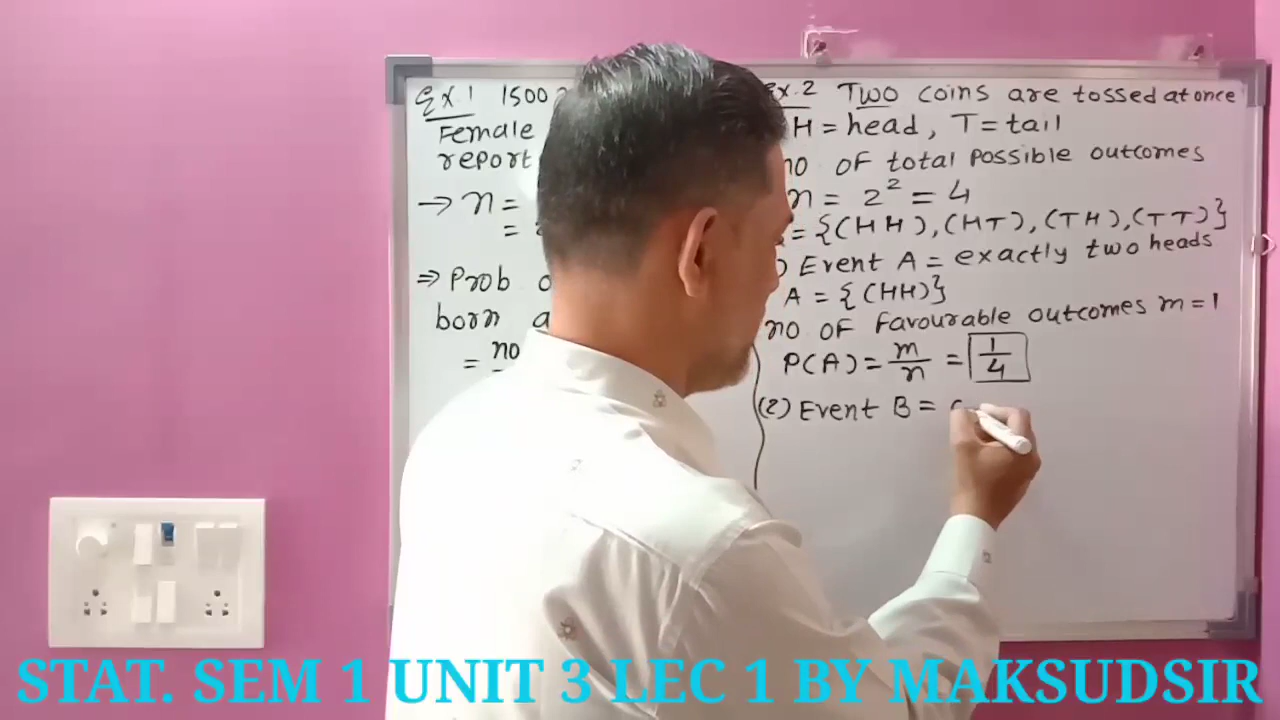 Ex 1 1500
Female
report
→ n =
=
⇒ Prob
born a
= no
Ex. 2 Two coins are tossed at once
H = head, T = tail
no of total possible outcomes
n = 2² = 4
= {(HH), (HT), (TH), (TT)}
) Event A = exactly two heads
A = {(HH)}
no of favourable outcomes m = 1
P(A) = m/n = 1/4
(2) Event B =
STAT. SEM 1 UNIT 3 LEC 1 BY MAKSUDSIR